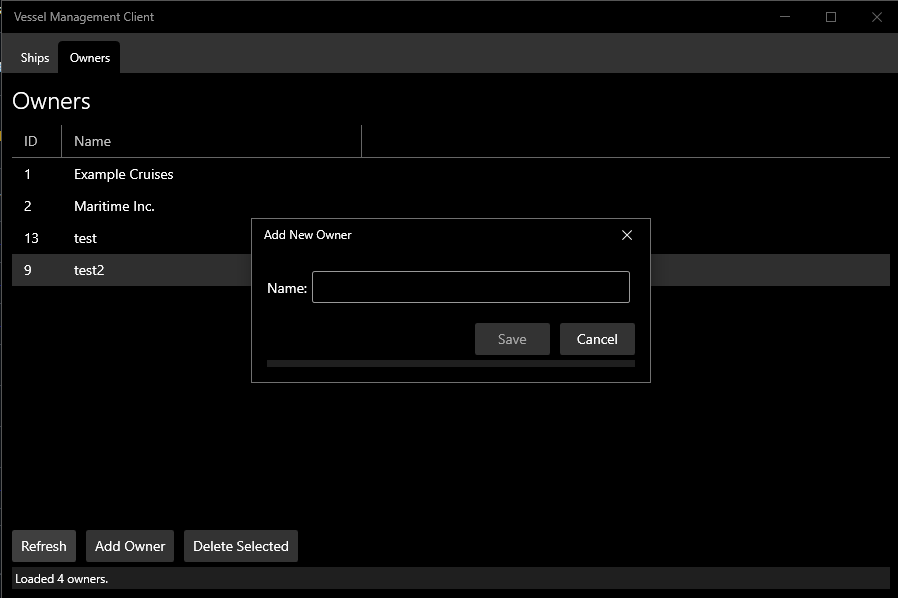 Vessel Management Client
Ships Owners
Owners
ID Name
1 Example Cruises
2 Maritime Inc.
13 test
9 test2
Add New Owner
Name:
Save Cancel
Refresh Add Owner Delete Selected
Loaded 4 owners.